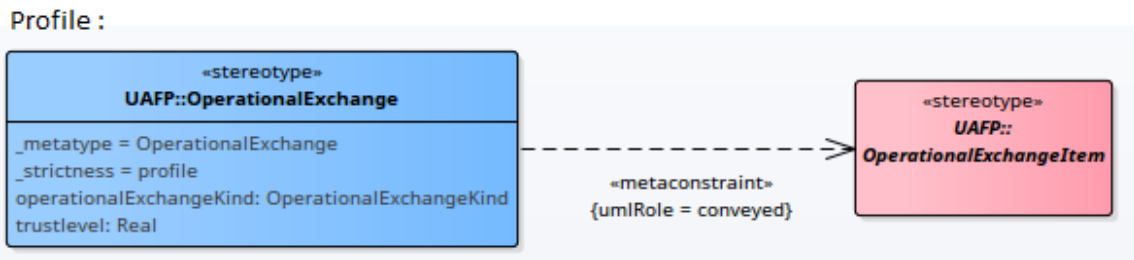 Profile :
«stereotype»
UAFP::OperationalExchange
_metatype = OperationalExchange
_strictness = profile
operationalExchangeKind: OperationalExchangeKind
trustlevel: Real
«metaconstraint»
{umlRole = conveyed}
«stereotype»
UAFP::
OperationalExchangeItem